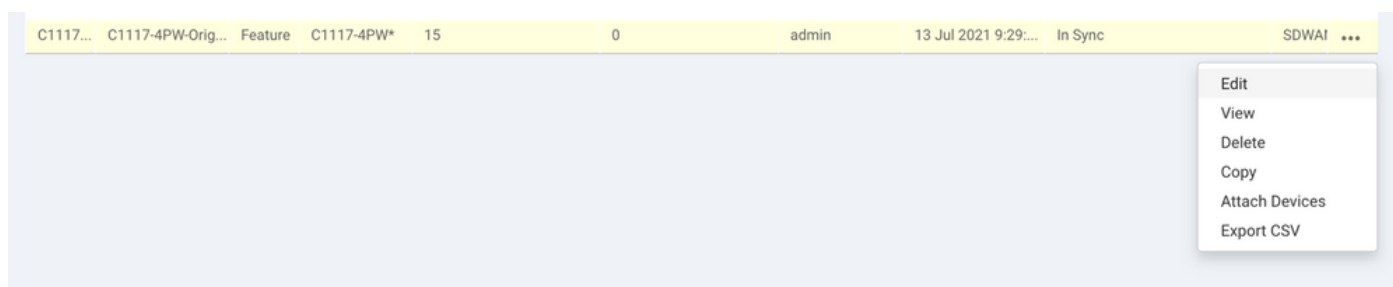 C1117... C1117-4PW-Orig... Feature C1117-4PW* 15 0 admin 13 Jul 2021 9:29:... In Sync SDWAN ...
Edit
View
Delete
Copy
Attach Devices
Export CSV